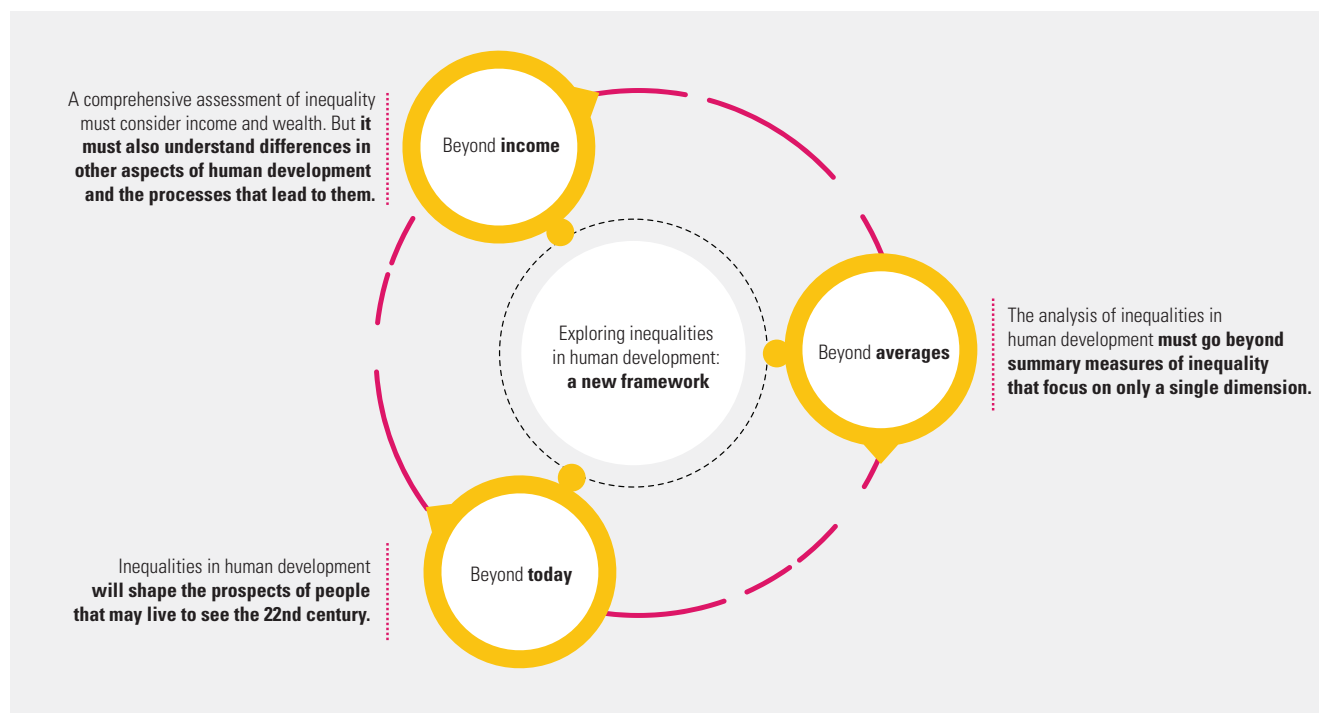 A comprehensive assessment of inequality
must consider income and wealth. But it
must also understand differences in
other aspects of human development
and the processes that lead to them.
Beyond income
Exploring inequalities
in human development:
a new framework
Beyond averages
The analysis of inequalities in
human development must go beyond
summary measures of inequality
that focus on only a single dimension.
Inequalities in human development
will shape the prospects of people
that may live to see the 22nd century.
Beyond today